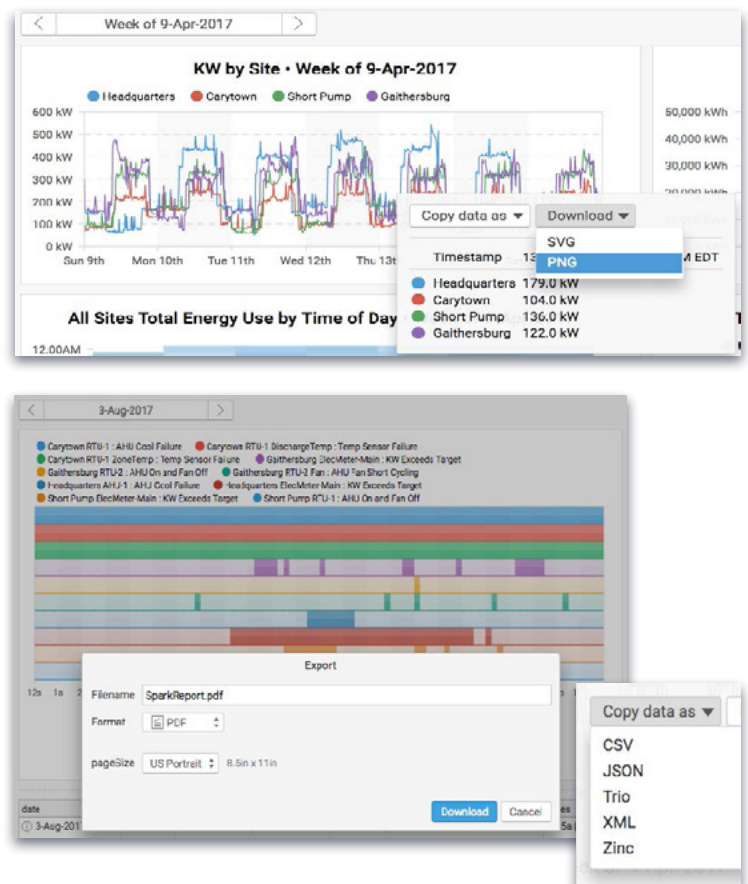 Week of 9-Apr-2017
KW by Site • Week of 9-Apr-2017
Headquarters Carytown Short Pump Gaithersburg
600 kW
500 kW
400 kW
300 kW
200 kW
100 kW
0 kW
Sun 9th Mon 10th Tue 11th Wed 12th Thu 13t
50,000 kWh
40,000 kWh
30,000 kWh
Copy data as ▼ Download ▼
SVG
PNG
Timestamp 13 M EDT
Headquarters 179.0 kW
Carytown 104.0 kW
Short Pump 136.0 kW
Gaithersburg 122.0 kW
All Sites Total Energy Use by Time of Day
12.00AM
3-Aug-2017
Carytown RTU-1 : AHU Cool Failure Carytown RTU-1 DischargeTemp : Temp Sensor Failure
Carytown RTU-1 ZoneTemp : Temp Sensor Failure Gaithersburg ElecMeter-Main : KW Exceeds Target
Gaithersburg RTU-2 : AHU On and Fan Off Gaithersburg RTU-2 Fan : AHU Fan Short Cycling
Headquarters AHU-1 : AHU Cool Failure Headquarters ElecMeter-Main : KW Exceeds Target
Short Pump ElecMeter-Main : KW Exceeds Target Short Pump RTU-1 : AHU On and Fan Off
12a 1a 2
Export
Filename SparkReport.pdf
Format PDF
pageSize US Portrait 8.5in x 11in
Download Cancel
date
3-Aug-201
Copy data as ▼
CSV
JSON
Trio
XML
Zinc